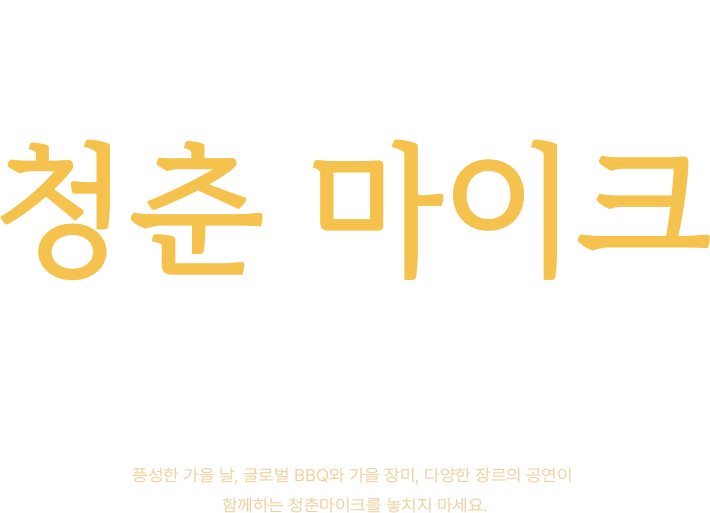 청춘 마이크
풍성한 가을 날, 글로벌 BBQ와 가을 장미, 다양한 장르의 공연이
함께하는 청춘마이크를 놓치지 마세요.